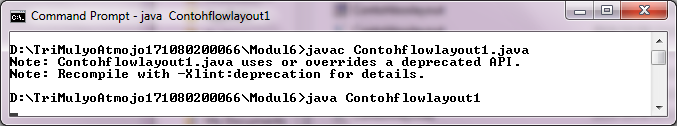 Command Prompt - java Contohflowlayout1
D:\TriMulyoAtmojo171080200066\Modul6>javac Contohflowlayout1.java
Note: Contohflowlayout1.java uses or overrides a deprecated API.
Note: Recompile with -Xlint:deprecation for details.
D:\TriMulyoAtmojo171080200066\Modul6>java Contohflowlayout1